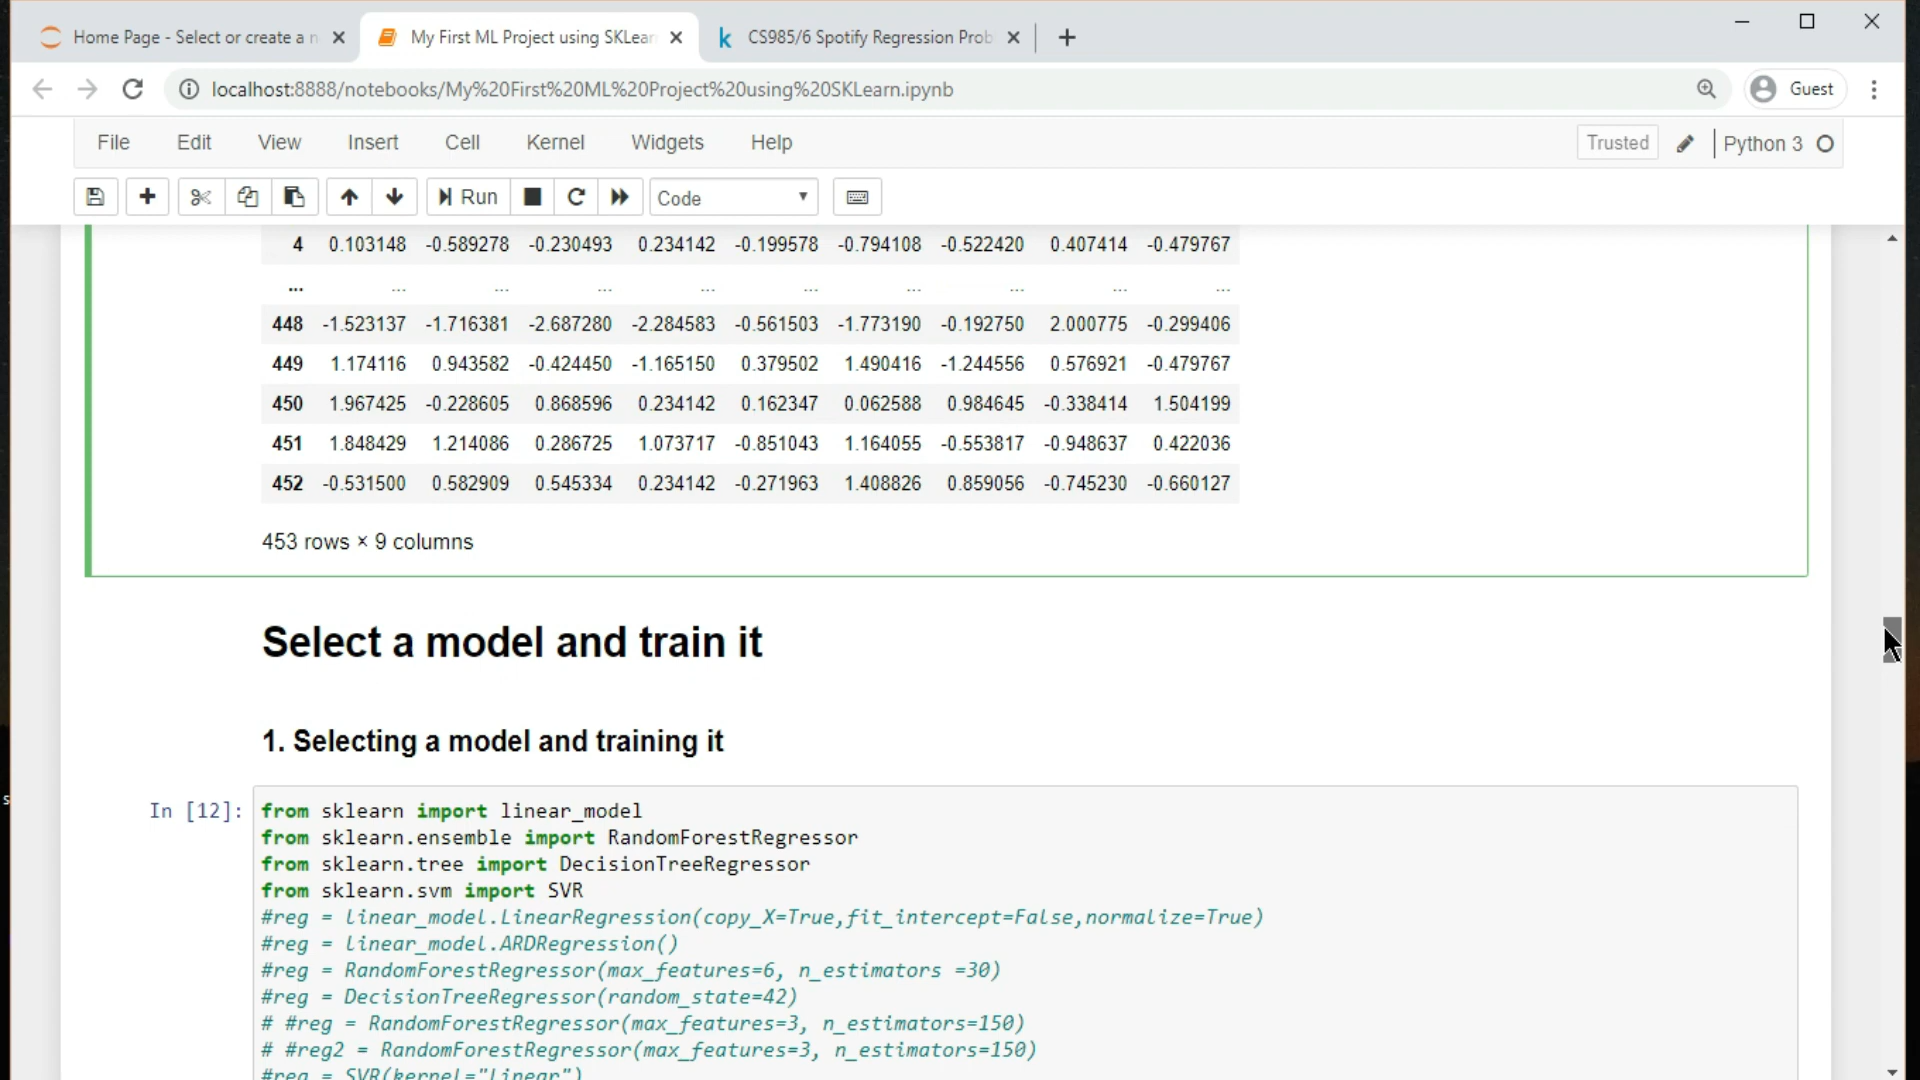 Home Page - Select or create a n
My First ML Project using SKLear
CS985/6 Spotify Regression Prob
localhost:8888/notebooks/My%20First%20ML%20Project%20using%20SKLearn.ipynb
Guest
File Edit View Insert Cell Kernel Widgets Help
Trusted
Python 3
Run
Code
4 0.103148 -0.589278 -0.230493 0.234142 -0.199578 -0.794108 -0.522420 0.407414 -0.479767
... ... ... ... ... ... ... ... ... ...
448 -1.523137 -1.716381 -2.687280 -2.284583 -0.561503 -1.773190 -0.192750 2.000775 -0.299406
449 1.174116 0.943582 -0.424450 -1.165150 0.379502 1.490416 -1.244556 0.576921 -0.479767
450 1.967425 -0.228605 0.868596 0.234142 0.162347 0.062588 0.984645 -0.338414 1.504199
451 1.848429 1.214086 0.286725 1.073717 -0.851043 1.164055 -0.553817 -0.948637 0.422036
452 -0.531500 0.582909 0.545334 0.234142 -0.271963 1.408826 0.859056 -0.745230 -0.660127
453 rows × 9 columns
Select a model and train it
1. Selecting a model and training it
In [12]:
from sklearn import linear_model
from sklearn.ensemble import RandomForestRegressor
from sklearn.tree import DecisionTreeRegressor
from sklearn.svm import SVR
#reg = linear_model.LinearRegression(copy_X=True,fit_intercept=False,normalize=True)
#reg = linear_model.ARDRegression()
#reg = RandomForestRegressor(max_features=6, n_estimators =30)
#reg = DecisionTreeRegressor(random_state=42)
# #reg = RandomForestRegressor(max_features=3, n_estimators=150)
# #reg2 = RandomForestRegressor(max_features=3, n_estimators=150)
#reg = SVR(kernel="linear")